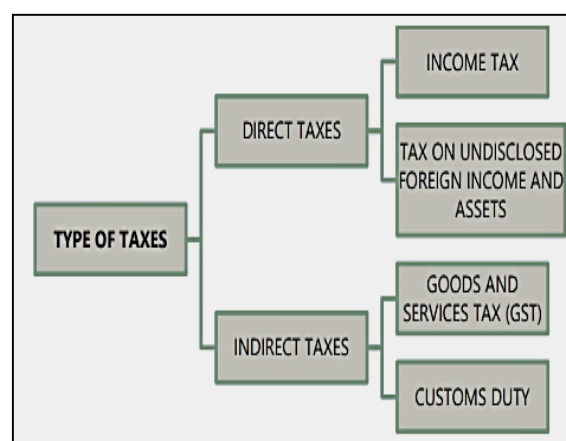 TYPE OF TAXES
DIRECT TAXES
INCOME TAX
TAX ON UNDISCLOSED
FOREIGN INCOME AND
ASSETS
INDIRECT TAXES
GOODS AND
SERVICES TAX (GST)
CUSTOMS DUTY